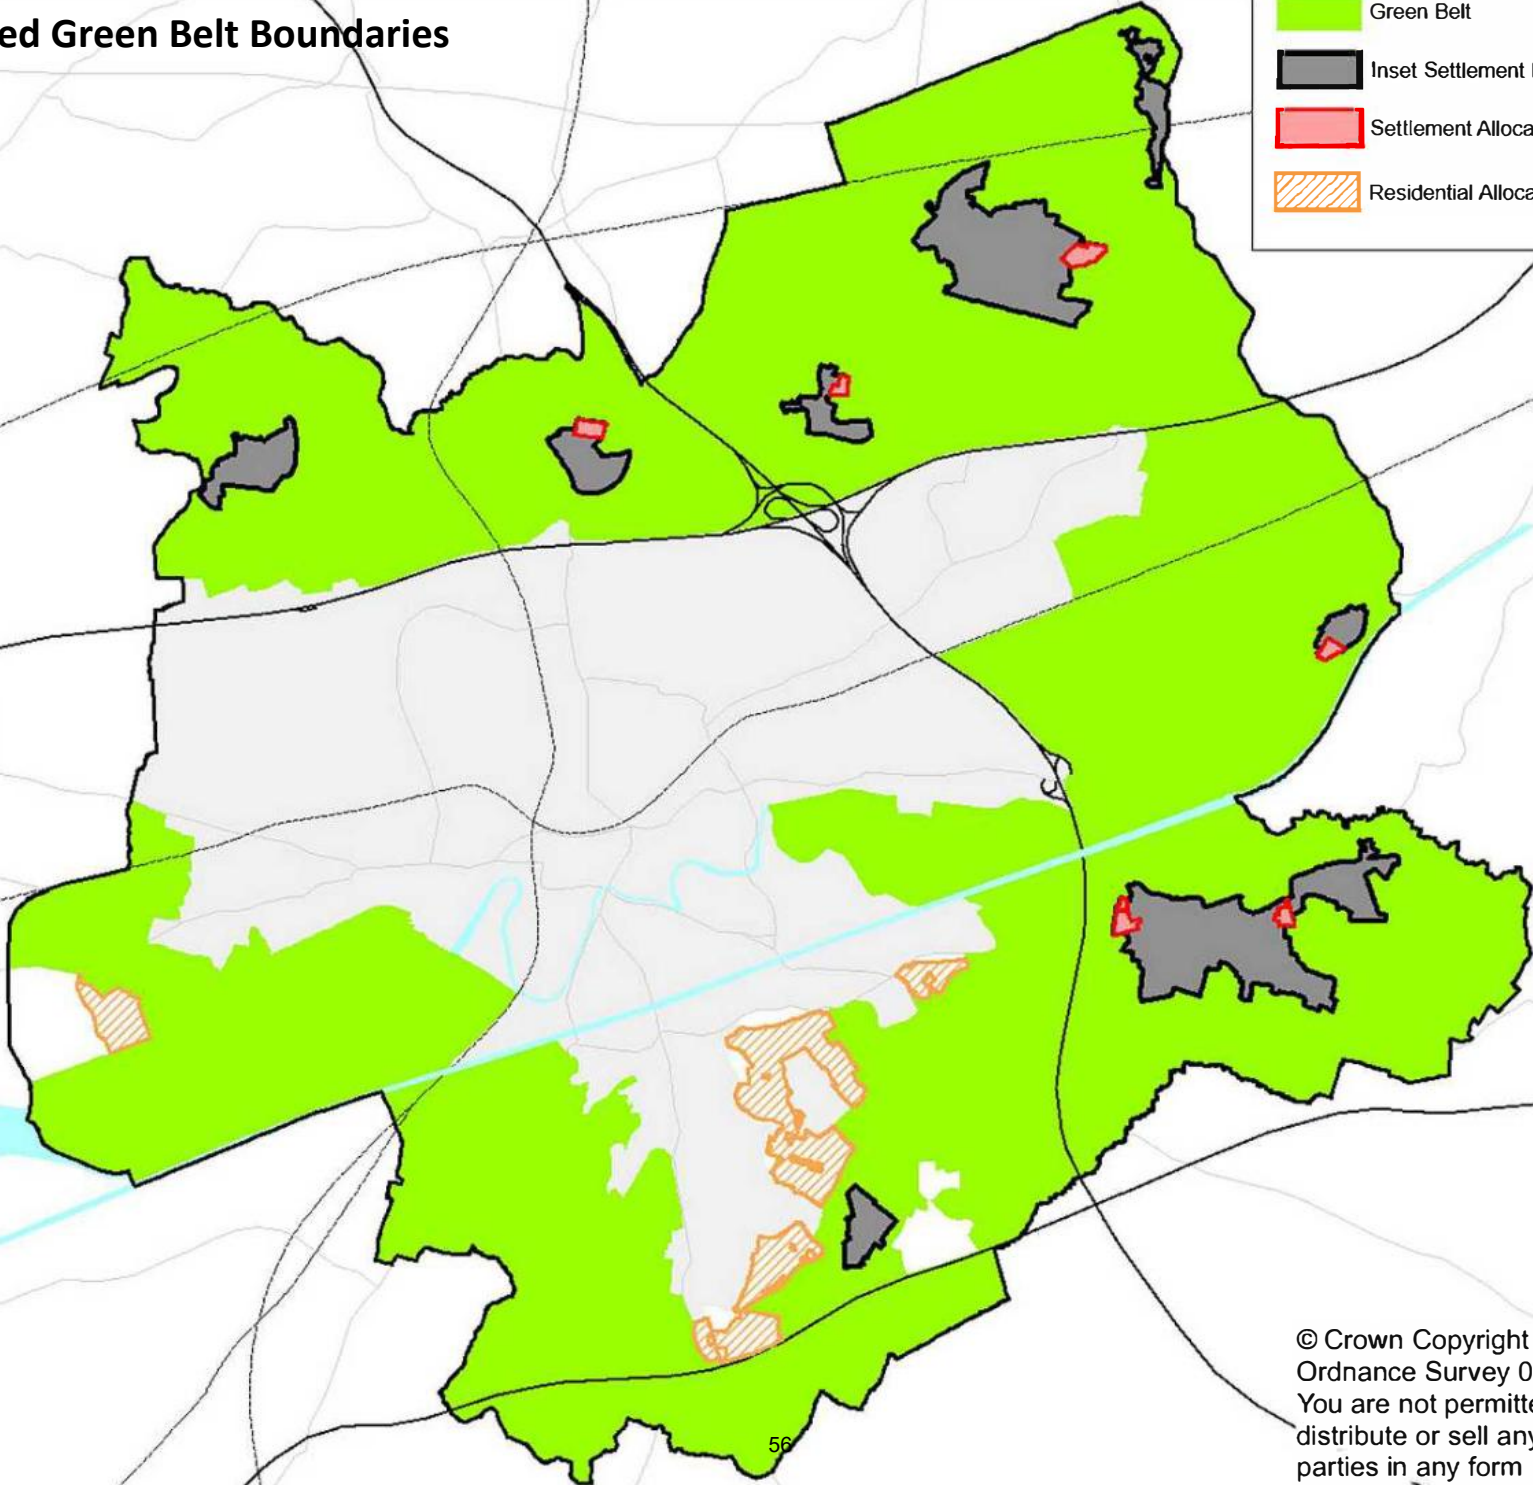 ed Green Belt Boundaries
Green Belt
Inset Settlement
Settlement Alloca
Residential Alloca
© Crown Copyright
Ordnance Survey 0
You are not permitte
distribute or sell any
parties in any form
56